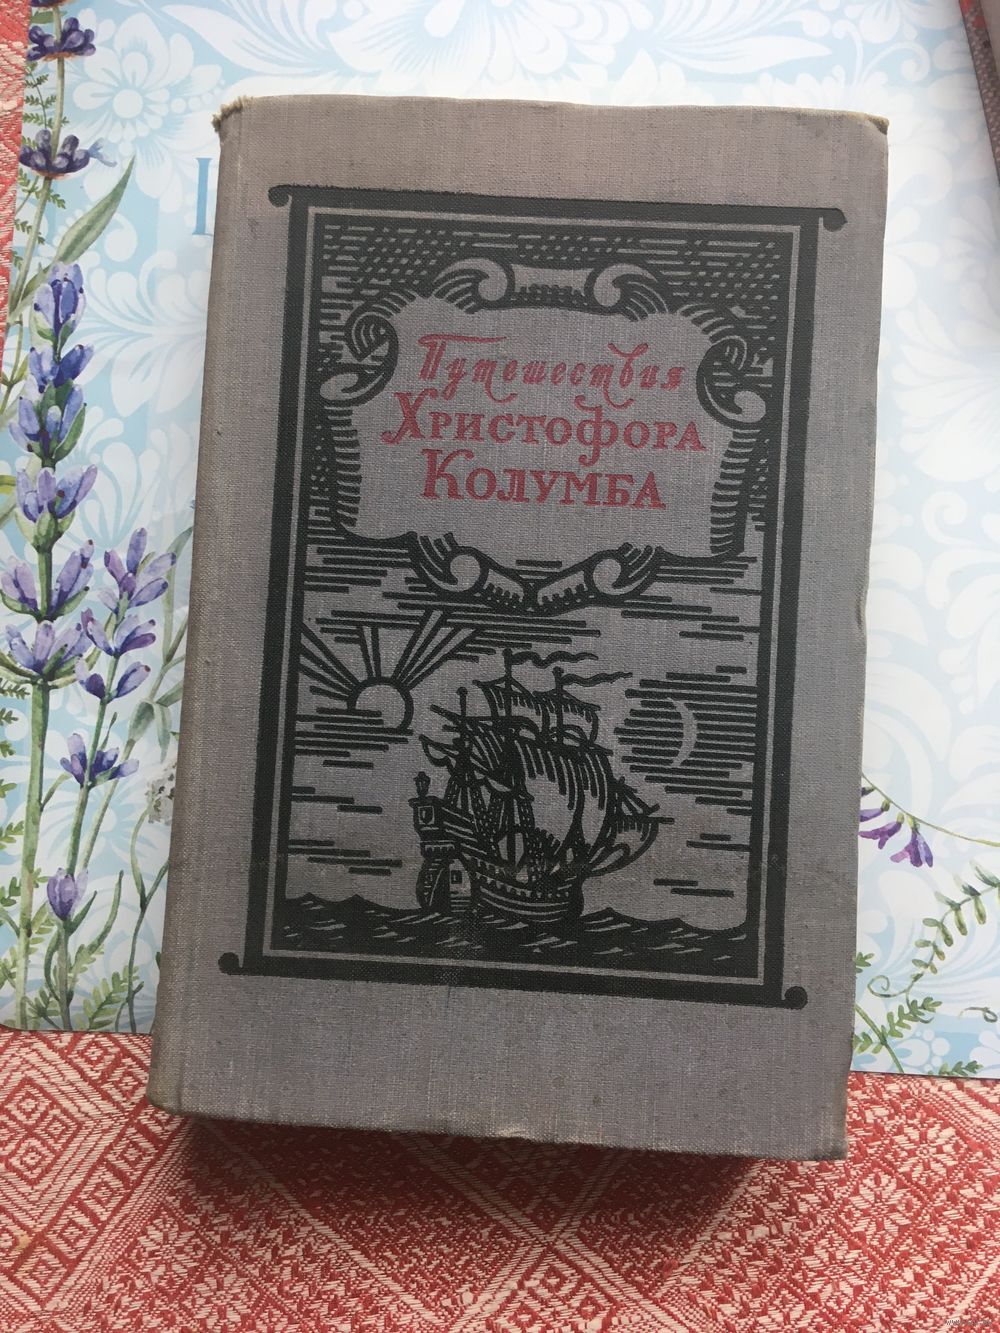 Путешествия
Христофора
Колумба